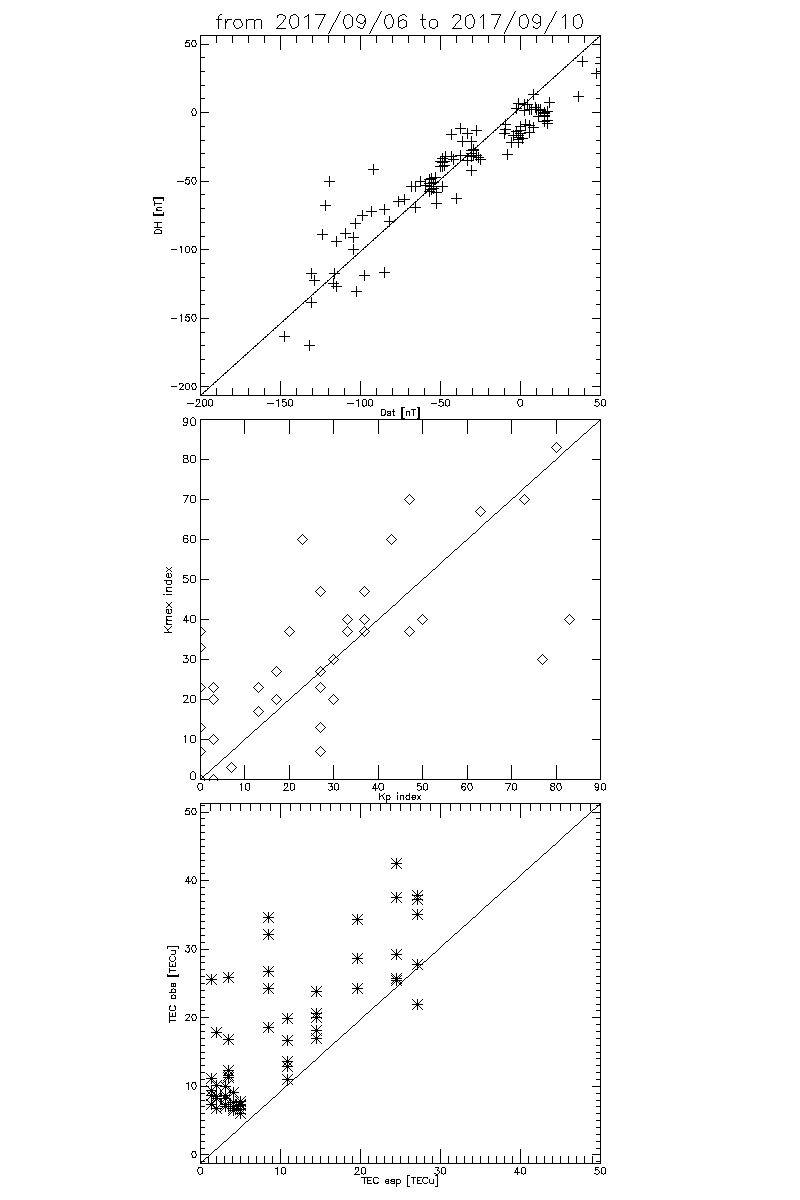 from 2017/09/06 to 2017/09/10
50
0
−50
−100
−150
−200
DH [nT]
−200 −150 −100 −50 0 50
Dst [nT]
90
80
70
60
50
40
30
20
10
0
Kmex index
0 10 20 30 40 50 60 70 80 90
Kp index
50
40
30
20
10
0
TEC obs [TECu]
0 10 20 30 40 50
TEC esp [TECu]